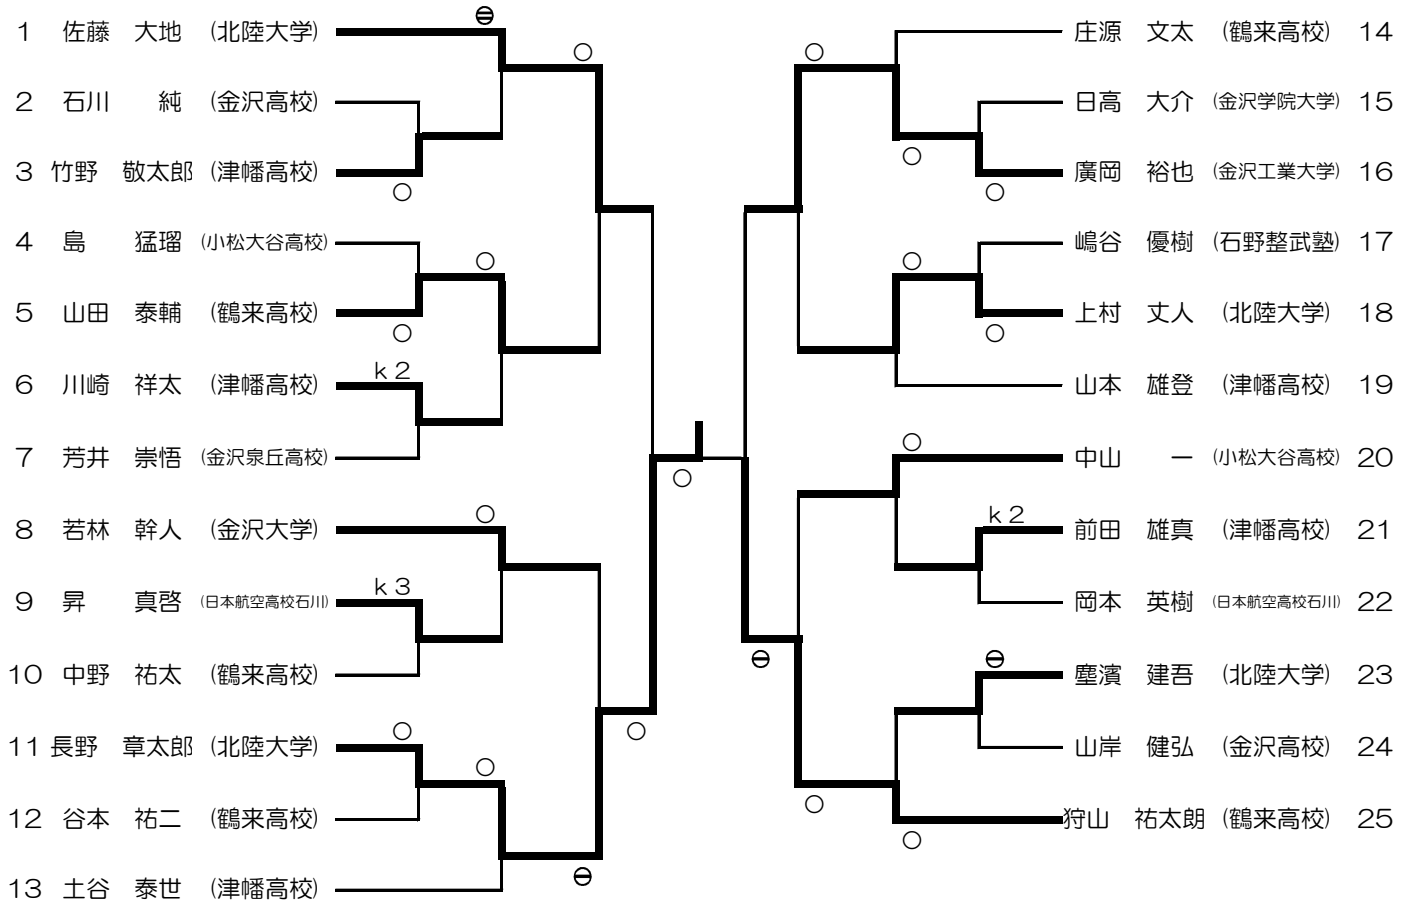 1 佐藤 大地 (北陸大学)
2 石川 純 (金沢高校)
3 竹野 敬太郎 (津幡高校)
4 島 猛瑠 (小松大谷高校)
5 山田 泰輔 (鶴来高校)
k2
6 川崎 祥太 (津幡高校)
7 芳井 崇悟 (金沢泉丘高校)
8 若林 幹人 (金沢大学)
k3
9 昇 真啓 (日本航空高校石川)
10 中野 祐太 (鶴来高校)
11 長野 章太郎 (北陸大学)
12 谷本 祐二 (鶴来高校)
13 土谷 泰世 (津幡高校)
庄源 文太 (鶴来高校) 14
日高 大介 (金沢学院大学) 15
廣岡 裕也 (金沢工業大学) 16
嶋谷 優樹 (石野整武塾) 17
上村 丈人 (北陸大学) 18
山本 雄登 (津幡高校) 19
中山 一 (小松大谷高校) 20
k2
前田 雄真 (津幡高校) 21
岡本 英樹 (日本航空高校石川) 22
塵濱 建吾 (北陸大学) 23
山岸 健弘 (金沢高校) 24
狩山 祐太朗 (鶴来高校) 25